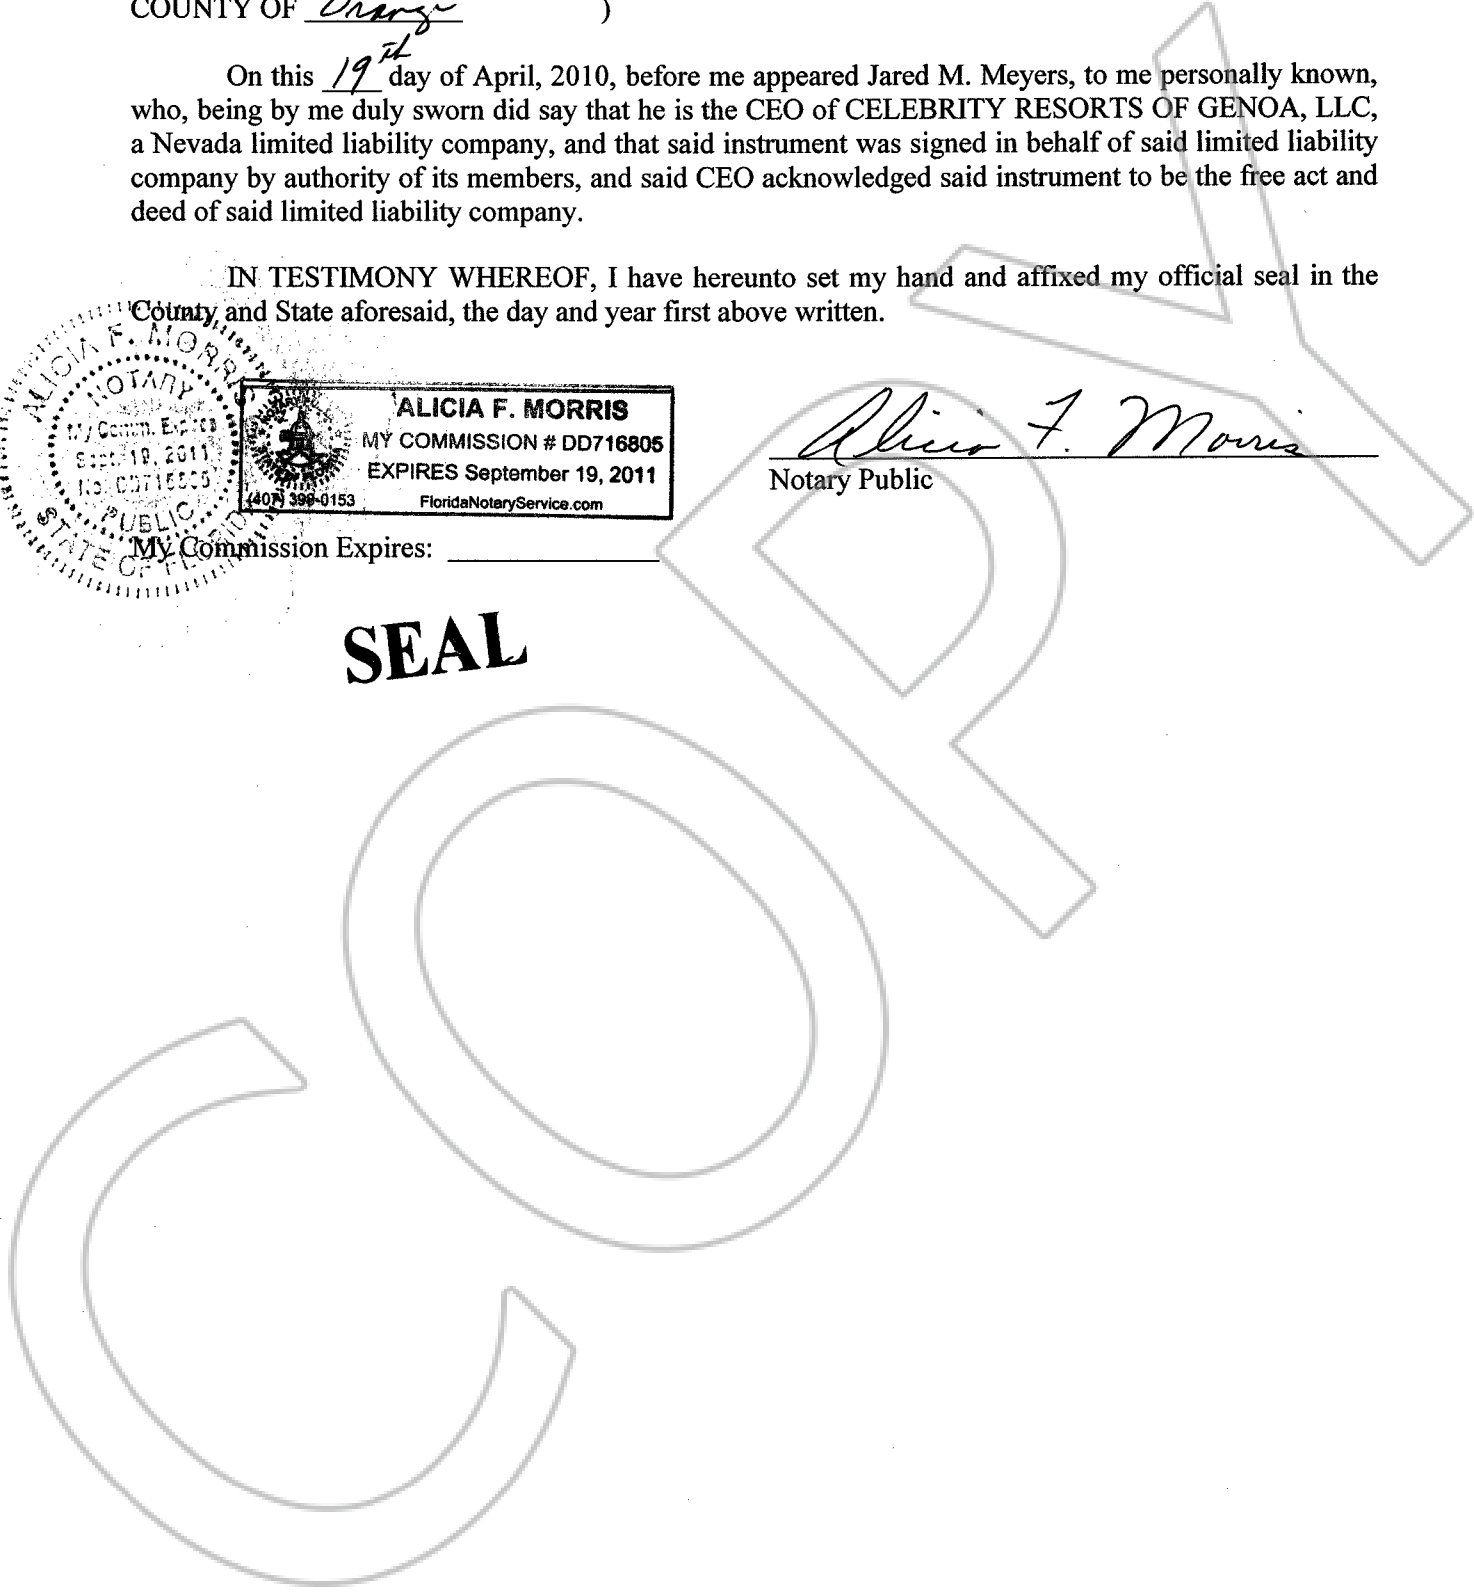 COUNTY OF Orange )
On this 19th day of April, 2010, before me appeared Jared M. Meyers, to me personally known,
who, being by me duly sworn did say that he is the CEO of CELEBRITY RESORTS OF GENOA, LLC,
a Nevada limited liability company, and that said instrument was signed in behalf of said limited liability
company by authority of its members, and said CEO acknowledged said instrument to be the free act and
deed of said limited liability company.
IN TESTIMONY WHEREOF, I have hereunto set my hand and affixed my official seal in the
County and State aforesaid, the day and year first above written.
ALICIA F. MORRIS
NOTARY
My Comm. Expires
Sept. 19, 2011
PUBLIC
STATE OF FLORIDA
ALICIA F. MORRIS
MY COMMISSION # DD716805
EXPIRES September 19, 2011
(407) 398-0153 FloridaNotaryService.com
Alicia F. Morris
Notary Public
My Commission Expires:
SEAL
COPY